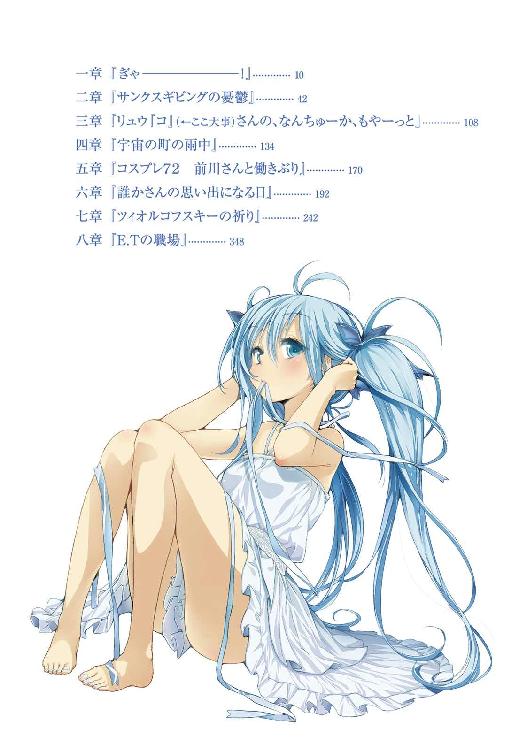 一章 『ぎゃ――――――!』………… 10
二章 『サンクスギビングの憂鬱』………… 42
三章 『リュウ『コ』(←ここ大事)さんの、なんちゅーか、もやーっと』………… 108
四章 『宇宙の町の雨中』………… 134
五章 『コスプレ72 前川さんと働きぶり』………… 170
六章 『誰かさんの思い出になる日』………… 192
七章 『ツィオルコフスキーの祈り』………… 242
八章 『E.Tの職場』………… 348